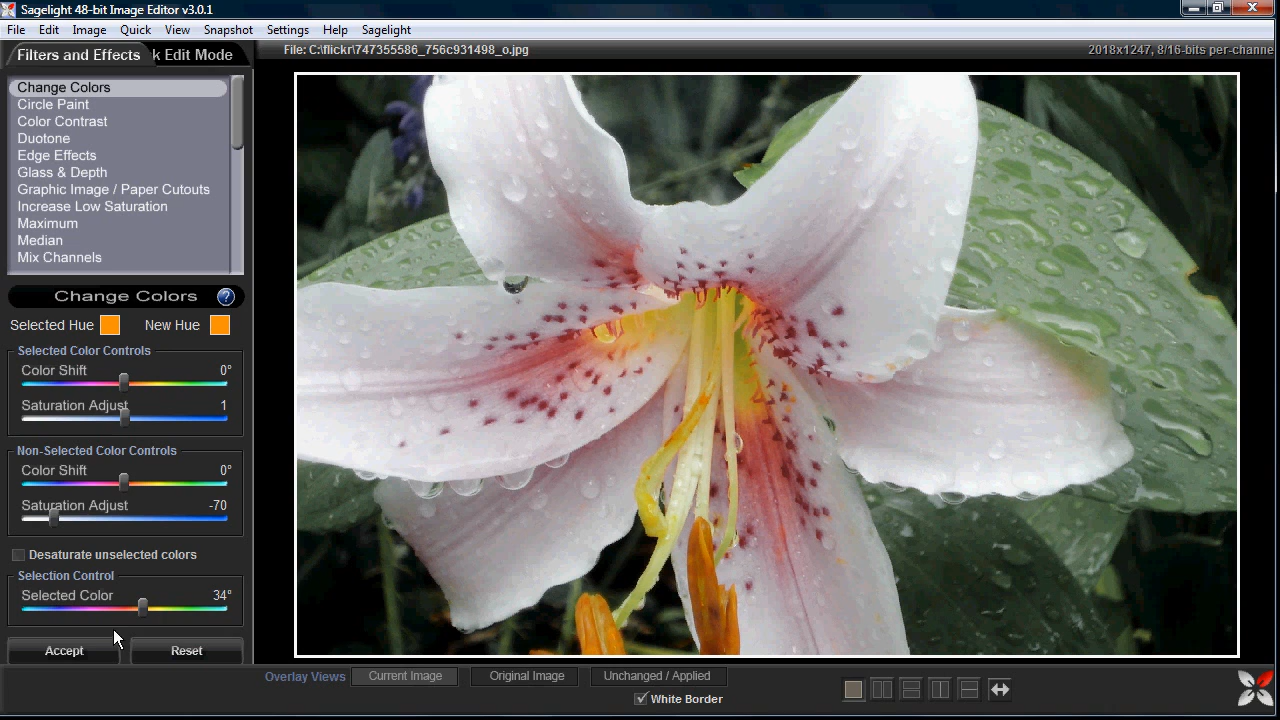 Sagelight 48-bit Image Editor v3.0.1
File Edit Image Quick View Snapshot Settings Help Sagelight
Filters and Effects k Edit Mode
File: C:\flickr\747355586_756c931498_o.jpg
2018x1247, 8/16-bits per-channe
Change Colors
Circle Paint
Color Contrast
Duotone
Edge Effects
Glass & Depth
Graphic Image / Paper Cutouts
Increase Low Saturation
Maximum
Median
Mix Channels
Change Colors ?
Selected Hue New Hue
Selected Color Controls
Color Shift 0°
Saturation Adjust 1
Non-Selected Color Controls
Color Shift 0°
Saturation Adjust -70
Desaturate unselected colors
Selection Control
Selected Color 34°
Accept Reset
Overlay Views Current Image Original Image Unchanged / Applied
White Border